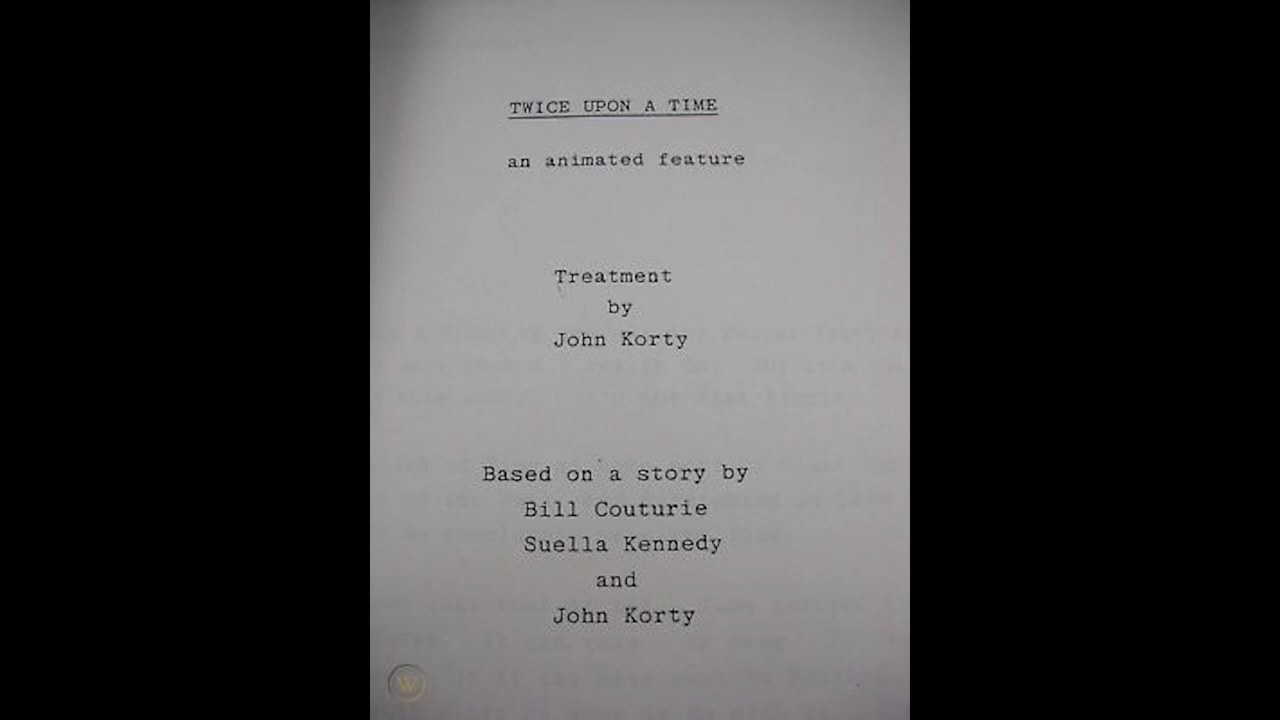 TWICE UPON A TIME
an animated feature
Treatment
by
John Korty
Based on a story by
Bill Couturie
Suella Kennedy
and
John Korty
W